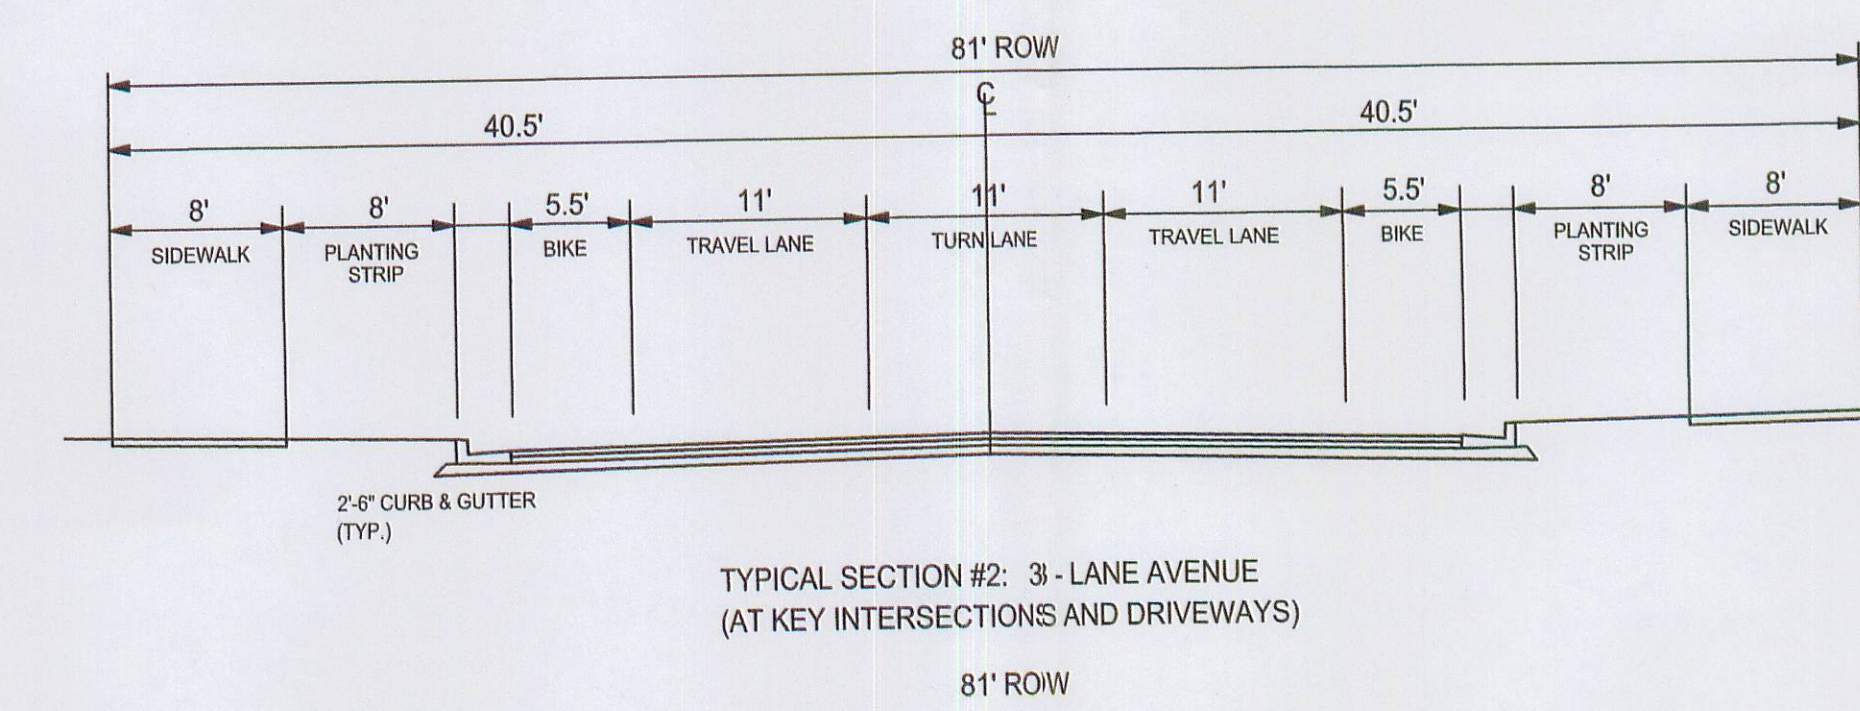 81' ROW
℄
40.5'
40.5'
8'
8'
5.5'
11'
11'
11'
5.5'
8'
8'
SIDEWALK
PLANTING
STRIP
BIKE
TRAVEL LANE
TURN LANE
TRAVEL LANE
BIKE
PLANTING
STRIP
SIDEWALK
2'-6" CURB & GUTTER
(TYP.)
TYPICAL SECTION #2: 3 - LANE AVENUE
(AT KEY INTERSECTIONS AND DRIVEWAYS)
81' ROW